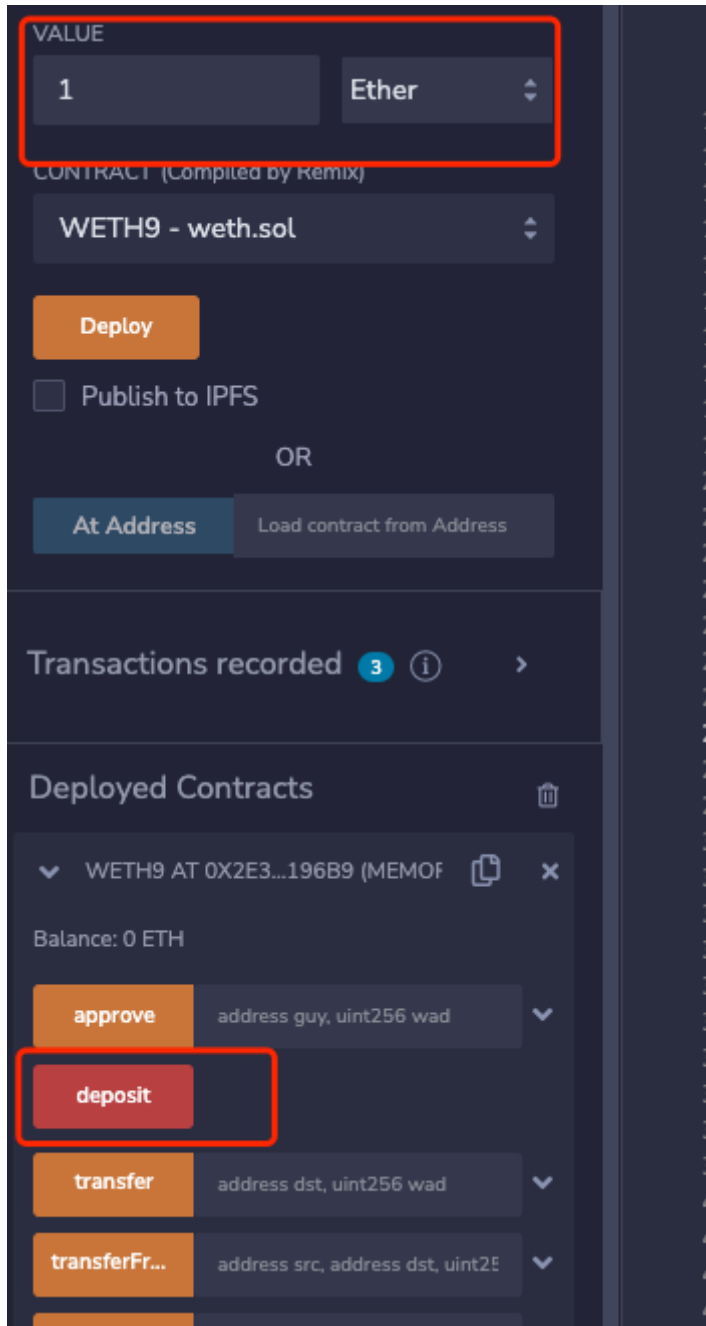 VALUE
1 Ether
CONTRACT (Compiled by Remix)
WETH9 - weth.sol
Deploy
Publish to IPFS
OR
At Address Load contract from Address
Transactions recorded 3 i
Deployed Contracts
WETH9 AT 0X2E3...196B9 (MEMOR
Balance: 0 ETH
approve address guy, uint256 wad
deposit
transfer address dst, uint256 wad
transferFr... address src, address dst, uint25